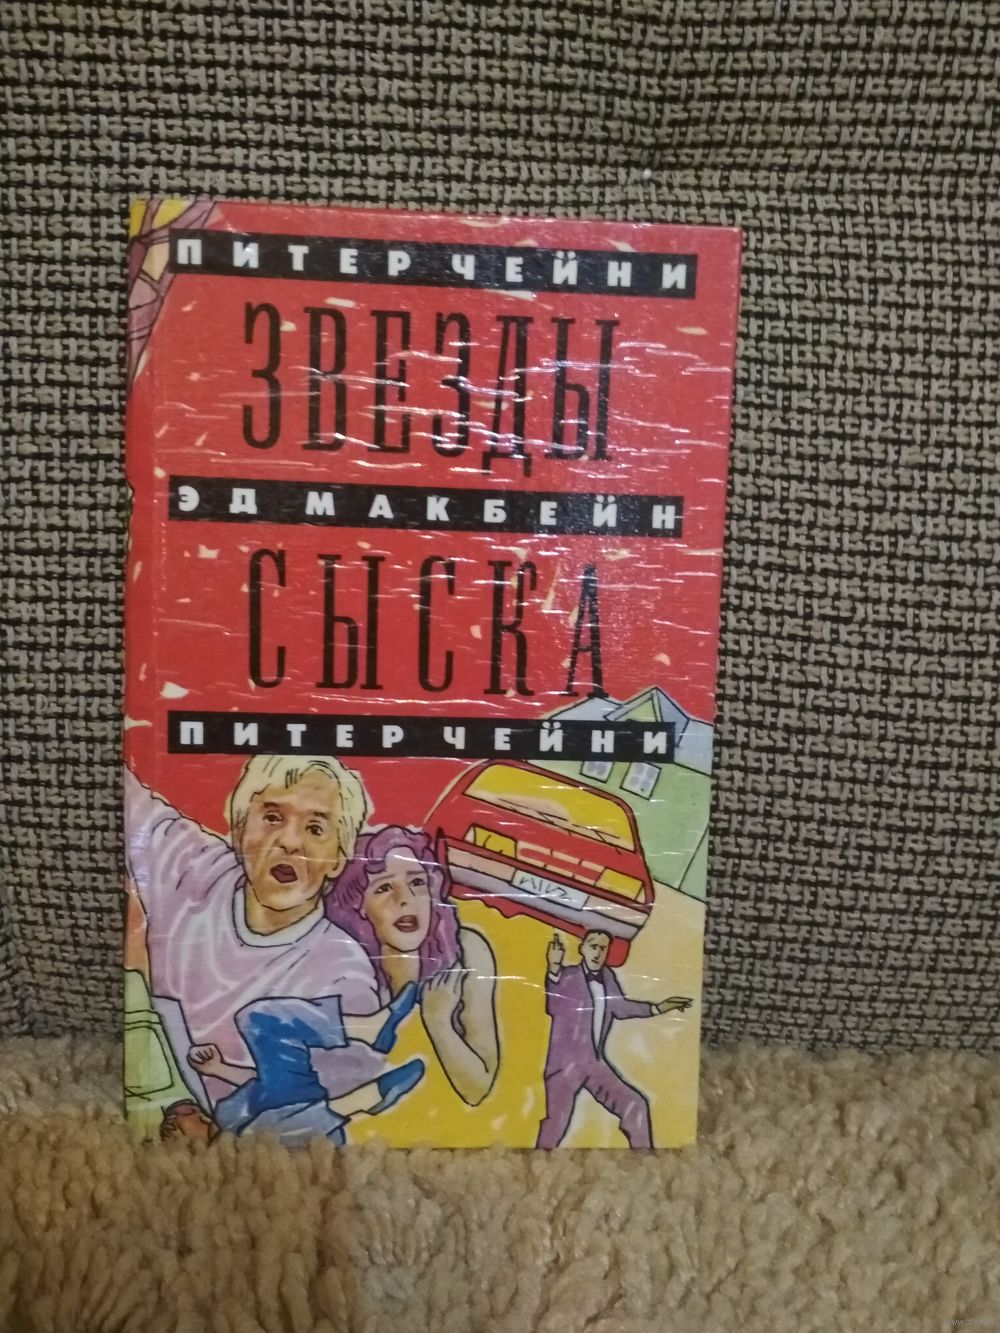 ПИТЕР ЧЕЙНИ
ЗВЕЗДЫ
ЭД МАКБЕЙН
СЫСКА
ПИТЕР ЧЕЙНИ